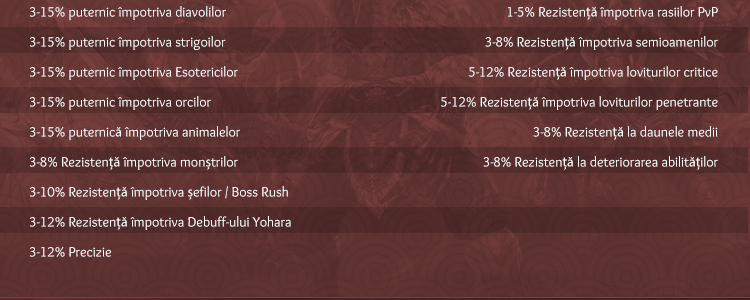 3-15% puternic împotriva diavolilor
1-5% Rezistență împotriva rasiilor PvP
3-15% puternic împotriva strigoilor
3-8% Rezistență împotriva semioamenilor
3-15% puternic împotriva Esotericilor
5-12% Rezistență împotriva loviturilor critice
3-15% puternic împotriva orcilor
5-12% Rezistență împotriva loviturilor penetrante
3-15% puternică împotriva animalelor
3-8% Rezistență la daunele medii
3-8% Rezistență împotriva monștrilor
3-8% Rezistență la deteriorarea abilităților
3-10% Rezistență împotriva șefilor / Boss Rush
3-12% Rezistență împotriva Debuff-ului Yohara
3-12% Precizie